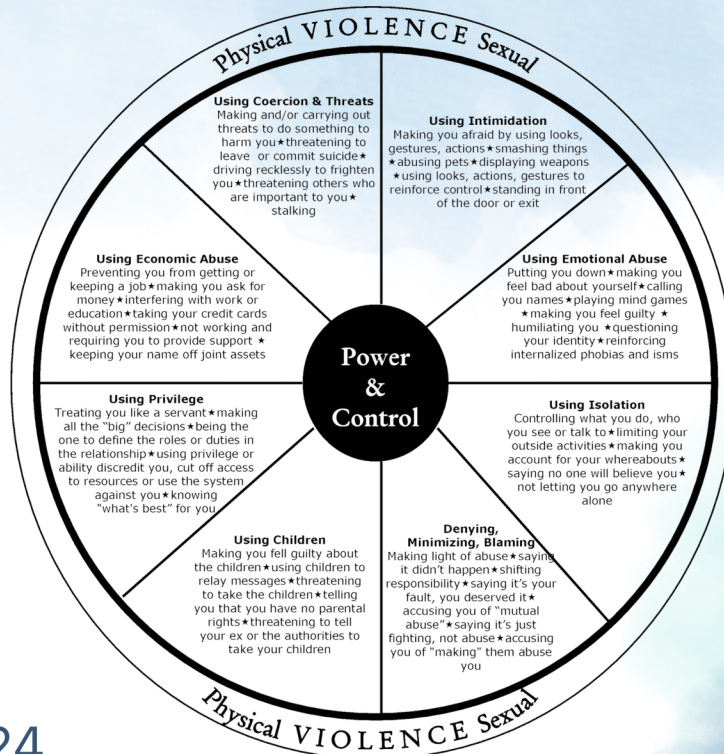 Physical VIOLENCE Sexual
Using Coercion & Threats
Making and/or carrying out
threats to do something to
harm you★threatening to
leave or commit suicide★
driving recklessly to frighten
you★threatening others who
are important to you★
stalking
Using Intimidation
Making you afraid by using looks,
gestures, actions★smashing things
★abusing pets★displaying weapons
★using looks, actions, gestures to
reinforce control★standing in front
of the door or exit
Using Economic Abuse
Preventing you from getting or
keeping a job★making you ask for
money★interfering with work or
education★taking your credit cards
without permission★not working and
requiring you to provide support ★
keeping your name off joint assets
Using Emotional Abuse
Putting you down★making you
feel bad about yourself★calling
you names★playing mind games
★making you feel guilty ★
humiliating you ★questioning
your identity★reinforcing
internalized phobias and isms
Power
&
Control
Using Privilege
Treating you like a servant★making
all the “big” decisions★being the
one to define the roles or duties in
the relationship★using privilege or
ability discredit you, cut off access
to resources or use the system
against you★knowing
"what's best” for you
Using Isolation
Controlling what you do, who
you see or talk to★limiting your
outside activities★making you
account for your whereabouts★
saying no one will believe you★
not letting you go anywhere
alone
Using Children
Making you fell guilty about
the children★using children to
relay messages★threatening
to take the children★telling
you that you have no parental
rights★threatening to tell
your ex or the authorities to
take your children
Denying,
Minimizing, Blaming
Making light of abuse★saying
it didn’t happen★shifting
responsibility★saying it’s your
fault, you deserved it★
accusing you of “mutual
abuse”★saying it’s just
fighting, not abuse★accusing
you of "making" them abuse
you
Physical VIOLENCE Sexual
24